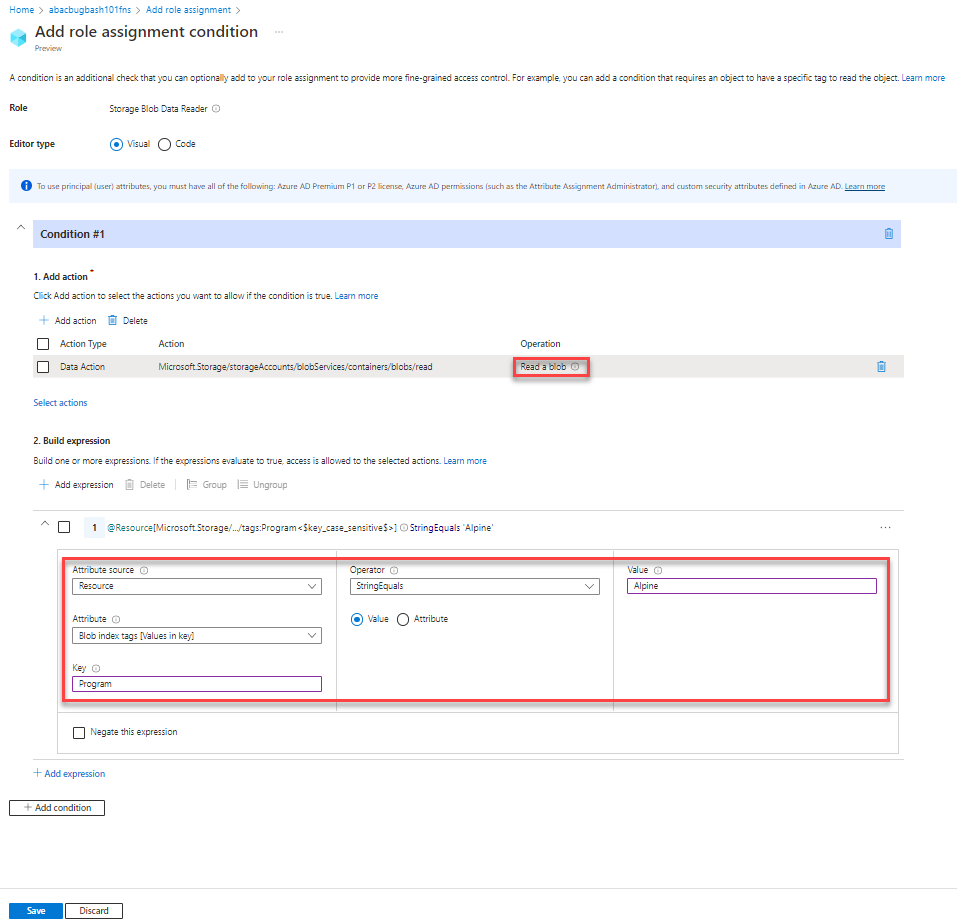 Home > abacbugbash101fns > Add role assignment >
Add role assignment condition ...
Preview
A condition is an additional check that you can optionally add to your role assignment to provide more fine-grained access control. For example, you can add a condition that requires an object to have a specific tag to read the object. Learn more
Role Storage Blob Data Reader
Editor type Visual Code
To use principal (user) attributes, you must have all of the following: Azure AD Premium P1 or P2 license, Azure AD permissions (such as the Attribute Assignment Administrator), and custom security attributes defined in Azure AD. Learn more
Condition #1
1. Add action *
Click Add action to select the actions you want to allow if the condition is true. Learn more
+ Add action Delete
Action Type Action Operation
Data Action Microsoft.Storage/storageAccounts/blobServices/containers/blobs/read Read a blob
Select actions
2. Build expression
Build one or more expressions. If the expressions evaluate to true, access is allowed to the selected actions. Learn more
+ Add expression Delete Group Ungroup
1 @Resource[Microsoft.Storage/.../tags:Program<$key_case_sensitive$>] StringEquals 'Alpine' ...
Attribute source Operator Value
Resource StringEquals Alpine
Attribute Value Attribute
Blob index tags [Values in key]
Key
Program
Negate this expression
+ Add expression
+ Add condition
Save Discard